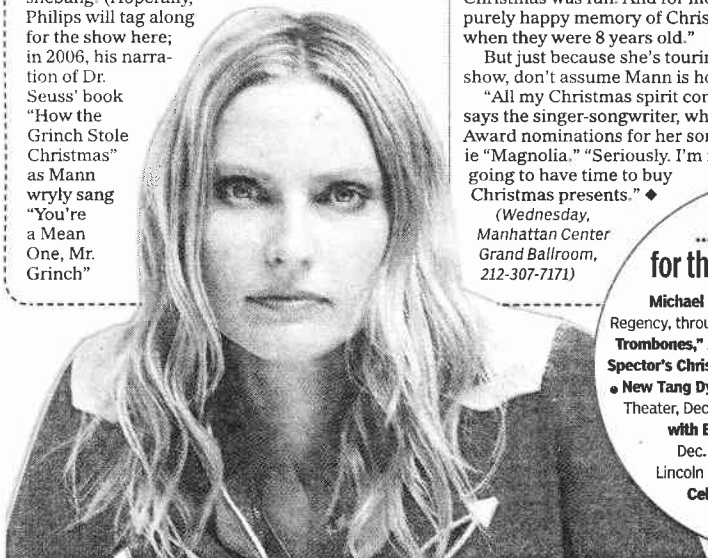 shebang. (Hopefully,
Philips will tag along
for the show here;
in 2006, his narra-
tion of Dr.
Seuss' book
"How the
Grinch Stole
Christmas"
as Mann
wryly sang
"You're
a Mean
One, Mr.
Grinch"
Christmas was fun. And for
purely happy memory of Chris
when they were 8 years old."
But just because she's tourin
show, don't assume Mann is ho
"All my Christmas spirit con
says the singer-songwriter, wh
Award nominations for her son
ie "Magnolia." "Seriously. I'm
going to have time to buy
Christmas presents." ◆
(Wednesday,
Manhattan Center
Grand Ballroom,
212-307-7171)
for th
Michael
Regency, throu
Trombones,"
Spector's Chris
• New Tang Dy
Theater, Dec
with E
Dec.
Lincoln
Cel